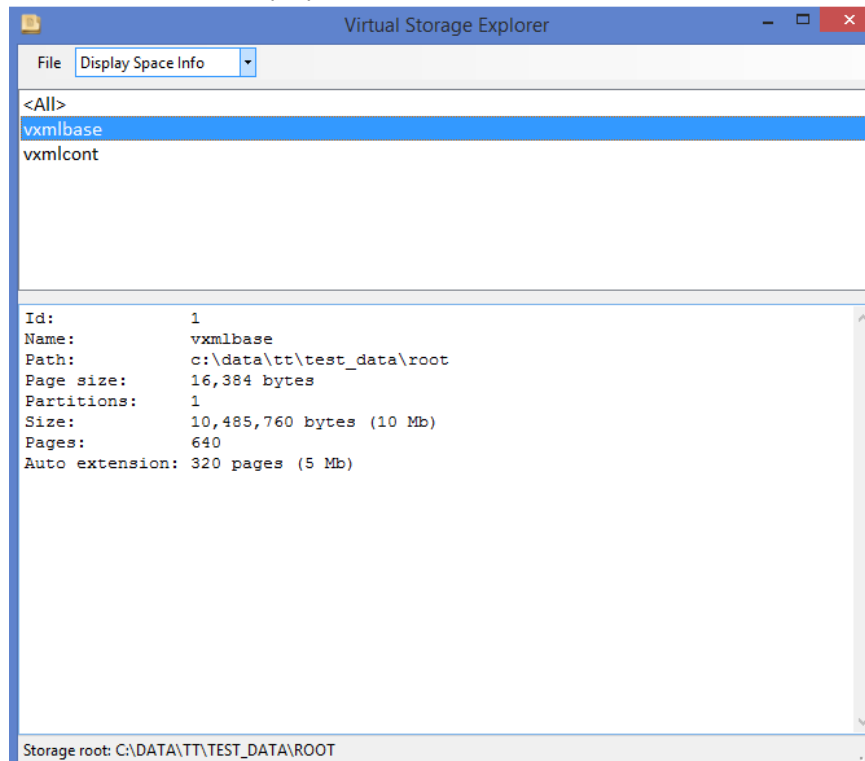 Virtual Storage Explorer
File Display Space Info
<All>
vxmlbase
vxmlcont
Id: 1
Name: vxmlbase
Path: c:\data\tt\test_data\root
Page size: 16,384 bytes
Partitions: 1
Size: 10,485,760 bytes (10 Mb)
Pages: 640
Auto extension: 320 pages (5 Mb)
Storage root: C:\DATA\TT\TEST_DATA\ROOT